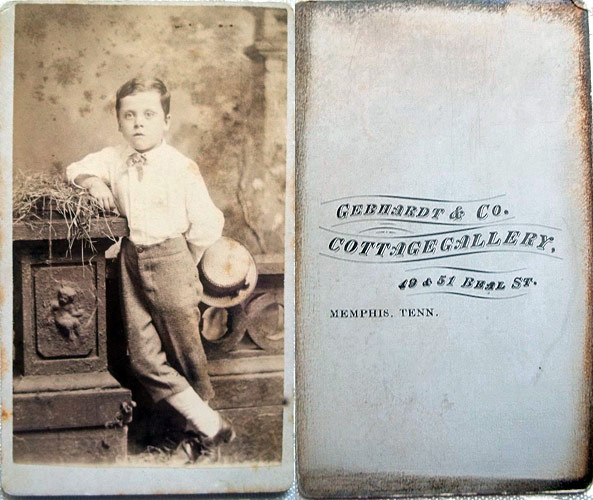 GEBHARDT & CO.
COTTAGE GALLERY,
49 & 51 BEAL ST.
MEMPHIS, TENN.